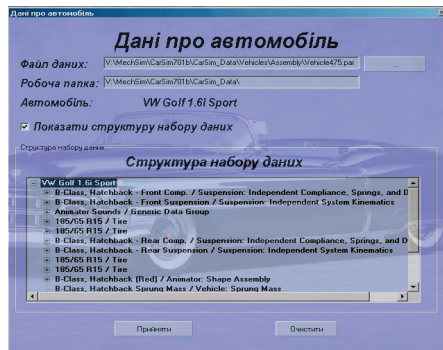 Дані про автомобіль
Дані про автомобіль
Файл даних: V:\MechSim\CarSim701b\CarSim_Data\Vehicles\Assembly\Vehicle475.par ...
Робоча папка: V:\MechSim\CarSim701b\CarSim_Data\
Автомобіль: VW Golf 1.6i Sport
Показати структуру набору даних
Структура набору даних
Структура набору даних
VW Golf 1.6i Sport
B-Class, Hatchback - Front Comp. / Suspension: Independent Compliance, Springs, and D
B-Class, Hatchback - Front Suspension / Suspension: Independent System Kinematics
Animator Sounds / Generic Data Group
185/65 R15 / Tire
185/65 R15 / Tire
B-Class, Hatchback - Rear Comp. / Suspension: Independent Compliance, Springs, and D
B-Class, Hatchback - Rear Suspension / Suspension: Independent System Kinematics
185/65 R15 / Tire
185/65 R15 / Tire
B-Class, Hatchback (Red) / Animator: Shape Assembly
B-Class, Hatchback Sprung Mass / Vehicle: Sprung Mass
Прийняти Очистити